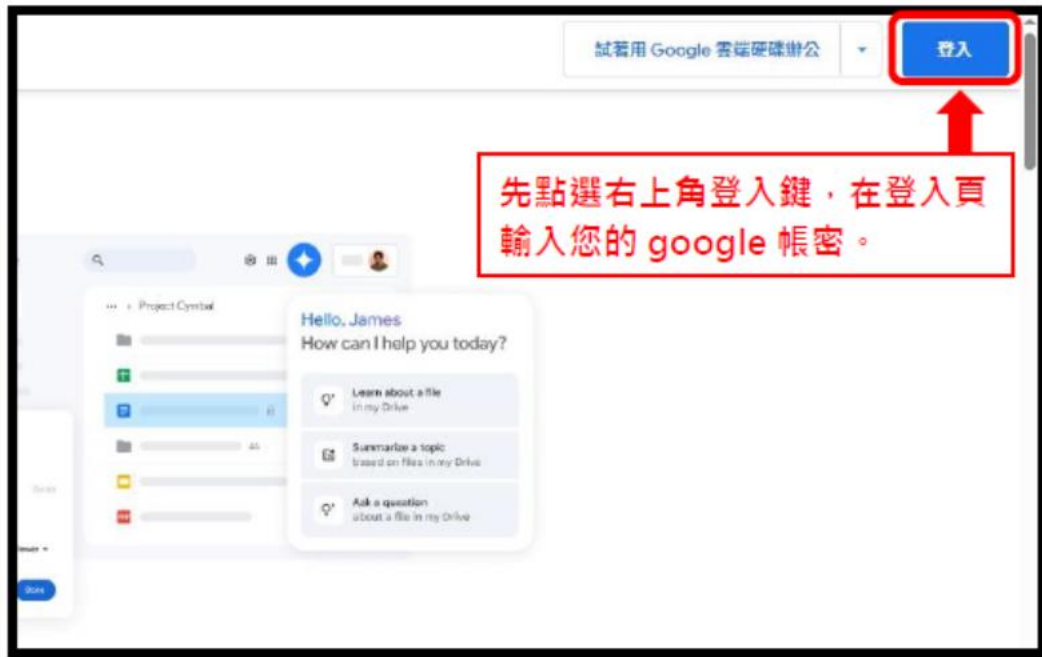 試著用 Google 雲端硬碟辦公
登入
先點選右上角登入鍵，在登入頁
輸入您的 google 帳密。
... › Project Cymbal
Hello, James
How can I help you today?
Learn about a file
in my Drive
Summarize a topic
based on files in my Drive
Ask a question
about a file in my Drive
Done